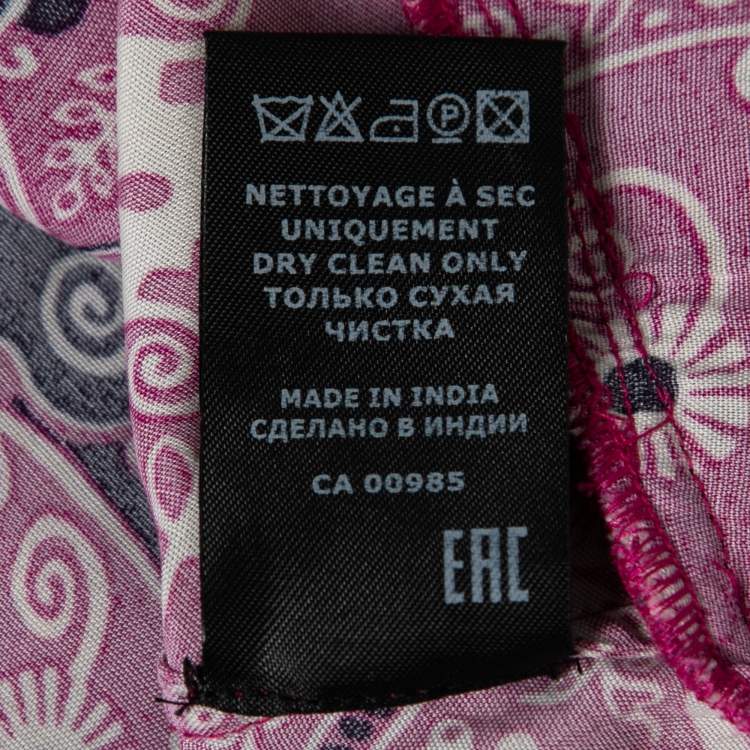 P
NETTOYAGE À SEC
UNIQUEMENT
DRY CLEAN ONLY
ТОЛЬКО СУХАЯ
ЧИСТКА
MADE IN INDIA
СДЕЛАНО В ИНДИИ
CA 00985
EAC